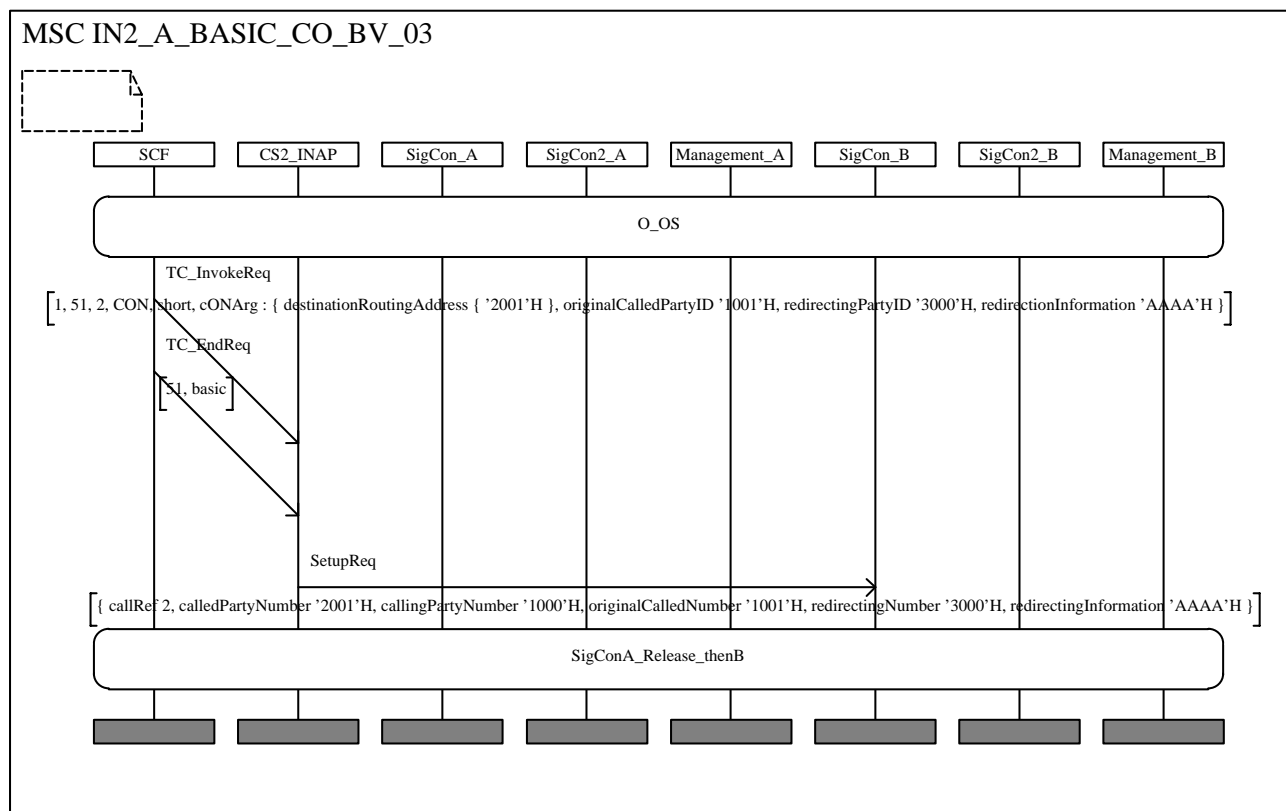 MSC IN2_A_BASIC_CO_BV_03
SCF CS2_INAP SigCon_A SigCon2_A Management_A SigCon_B SigCon2_B Management_B
O_OS
TC_InvokeReq
[1, 51, 2, CON, short, cONArg : { destinationRoutingAddress { '2001'H }, originalCalledPartyID '1001'H, redirectingPartyID '3000'H, redirectionInformation 'AAAA'H }]
TC_EndReq
[51, basic]
SetupReq
[{ callRef 2, calledPartyNumber '2001'H, callingPartyNumber '1000'H, originalCalledNumber '1001'H, redirectingNumber '3000'H, redirectingInformation 'AAAA'H }]
SigConA_Release_thenB